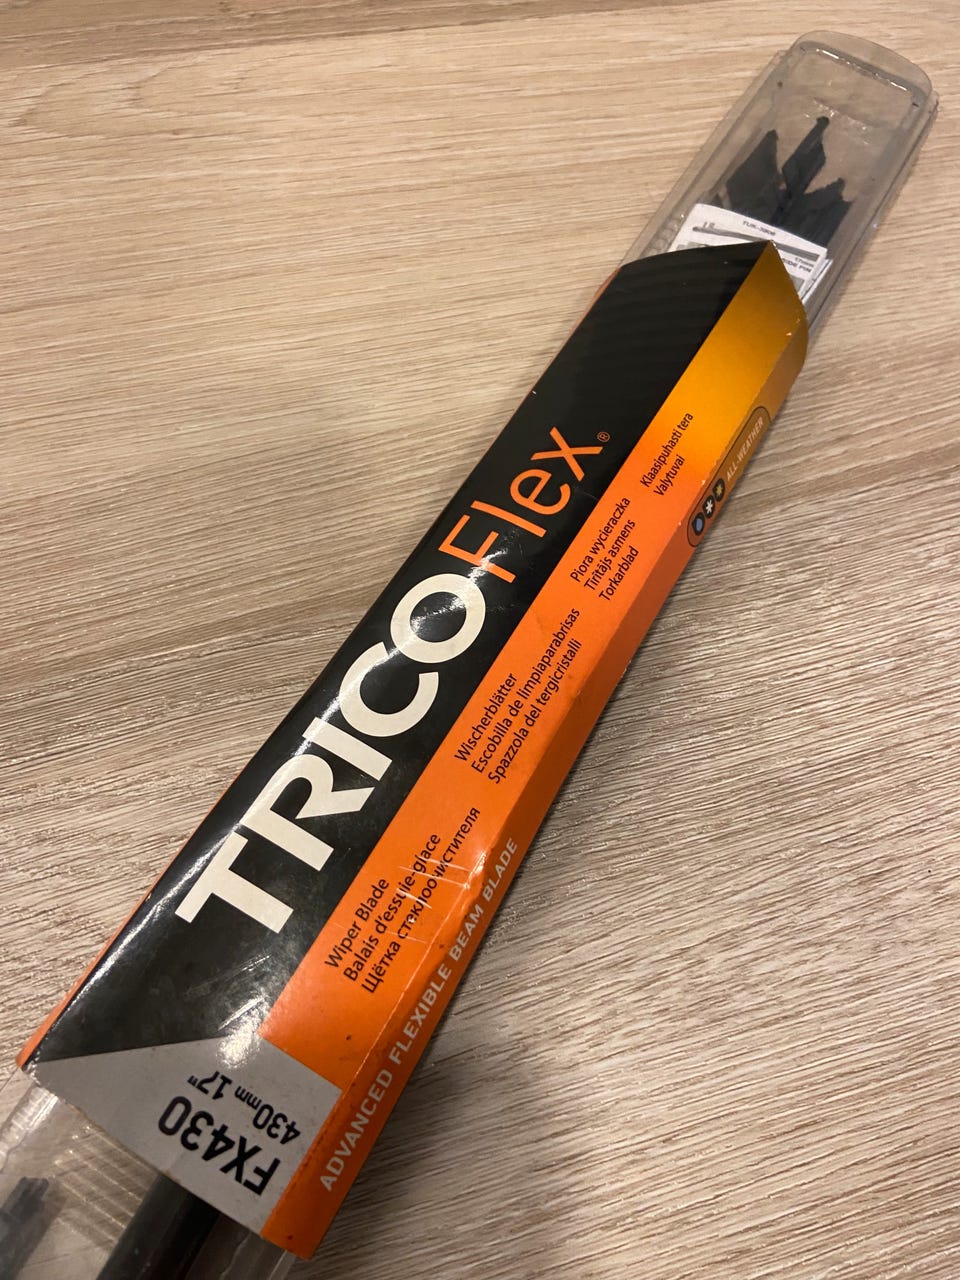 TRICOFlex®
Wiper Blade
Balais d'essuie-glace
Щётка стеклоочистителя
Wischerblätter
Escobilla de limpiaparabrisas
Spazzola del tergicristalli
Piora wycieraczka
Tīrītājs asmens
Torkarblad
Klaasipuhasti tera
Valytuvai
ALL-WEATHER
ADVANCED FLEXIBLE BEAM BLADE
FX430
430mm 17"